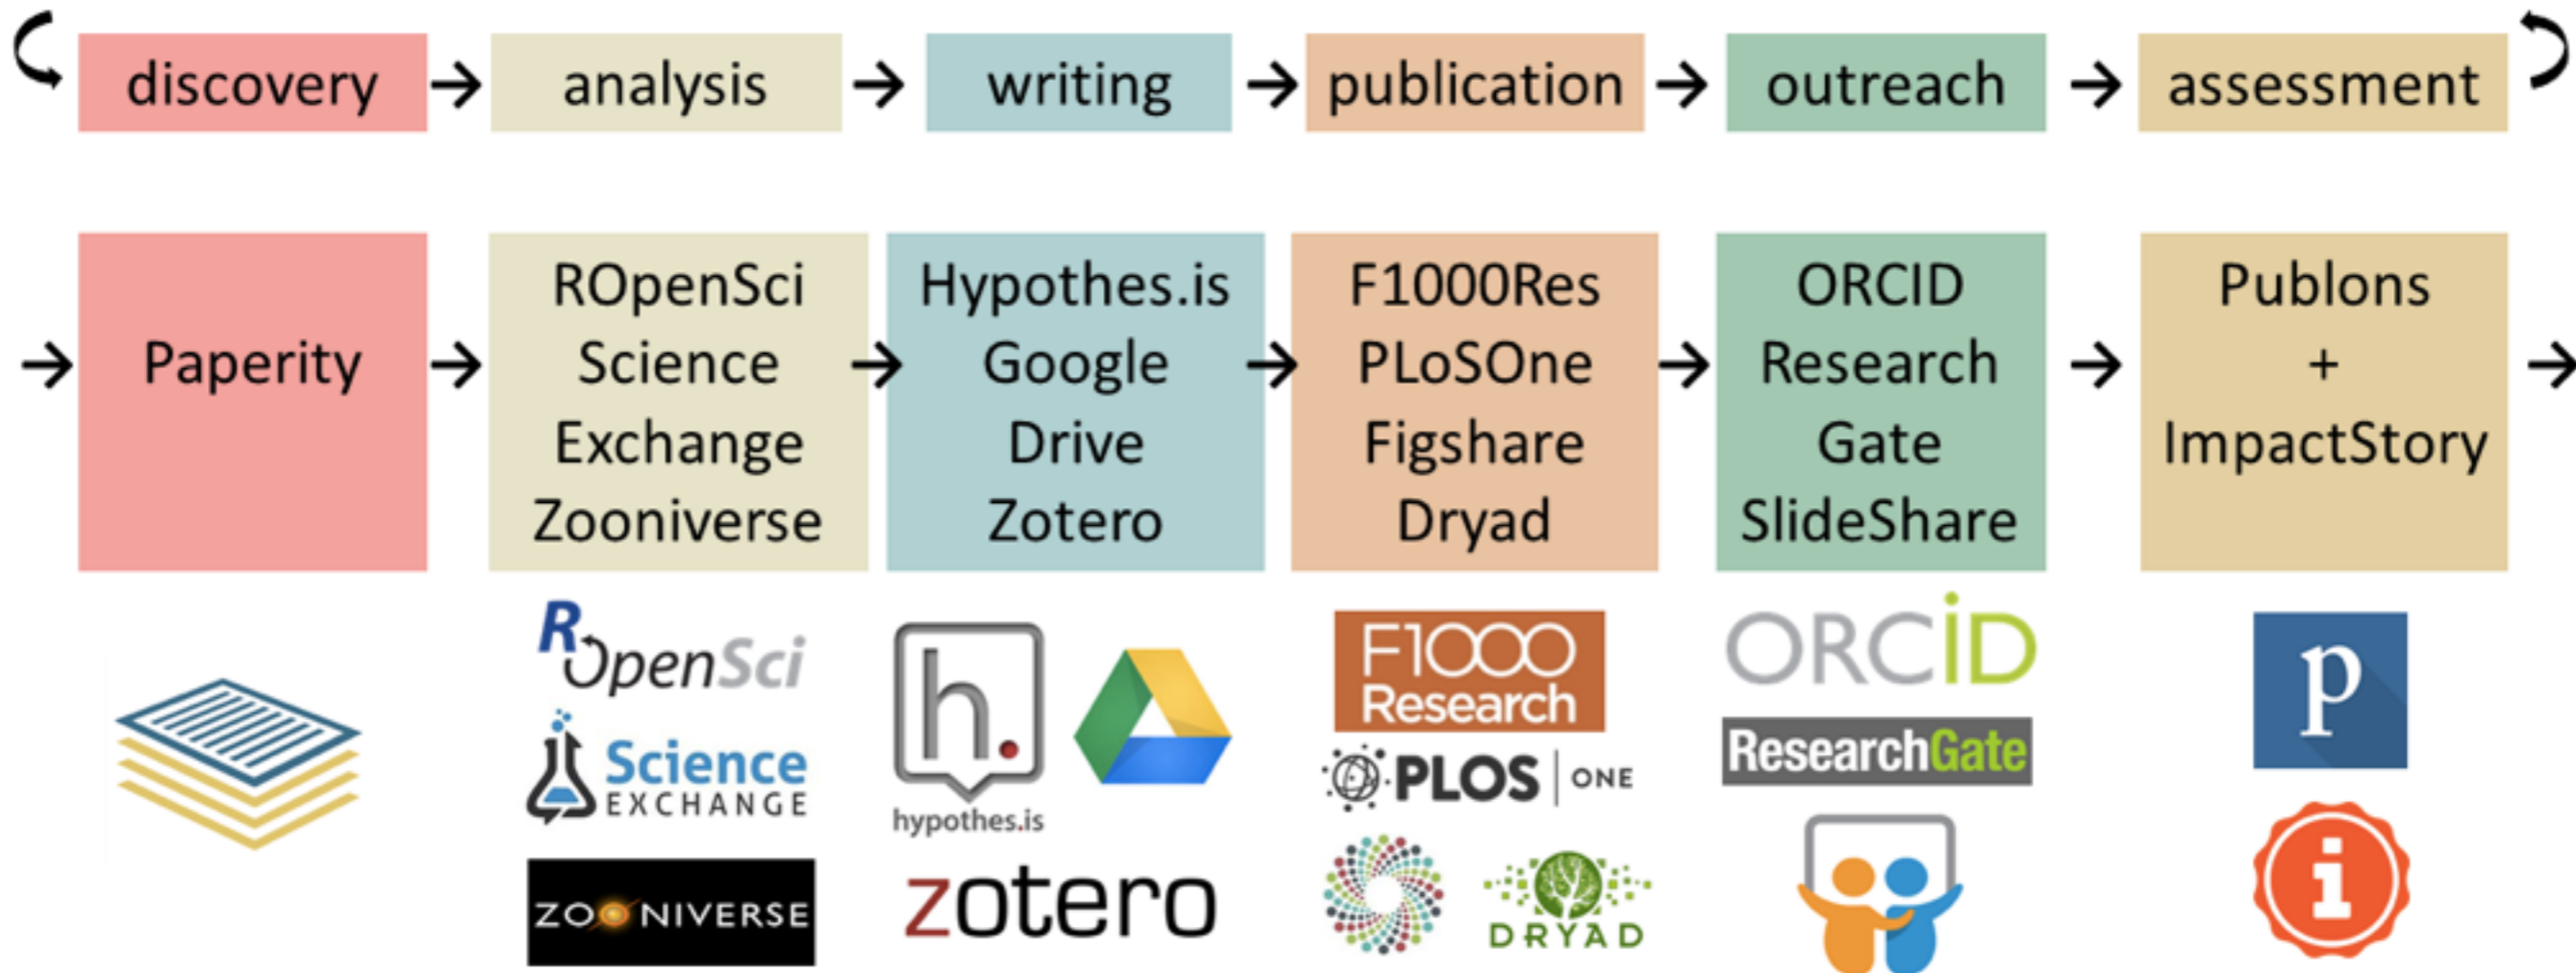 discovery → analysis → writing → publication → outreach → assessment
→ Paperity →
ROpenSci
Science
Exchange
Zooniverse
→
Hypothes.is
Google
Drive
Zotero
→
F1000Res
PLoSOne
Figshare
Dryad
→
ORCID
Research
Gate
SlideShare
→
Publons
+
ImpactStory
→
ROpenSci
Science
EXCHANGE
ZOONIVERSE
h.
hypothes.is
zotero
F1000
Research
PLOS | ONE
DRYAD
ORCiD
ResearchGate
p
i